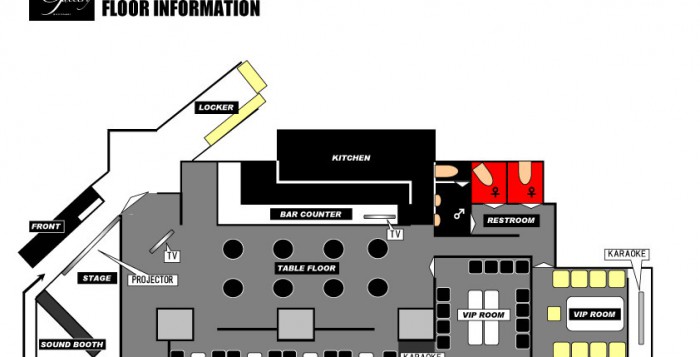 FLOOR INFORMATION
LOCKER
KITCHEN
BAR COUNTER
TV
RESTROOM
FRONT
TV
TABLE FLOOR
KARAOKE
STAGE
PROJECTOR
VIP ROOM
VIP ROOM
SOUND BOOTH
KARAOKE